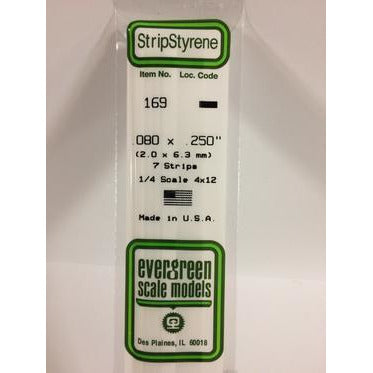 StripStyrene
Item No. Loc. Code
169
.080 x .250"
(2.0 x 6.3 mm)
7 Strips
1/4 Scale 4x12
Made in U.S.A.
evergreen
scale models
Des Plaines, IL 60018